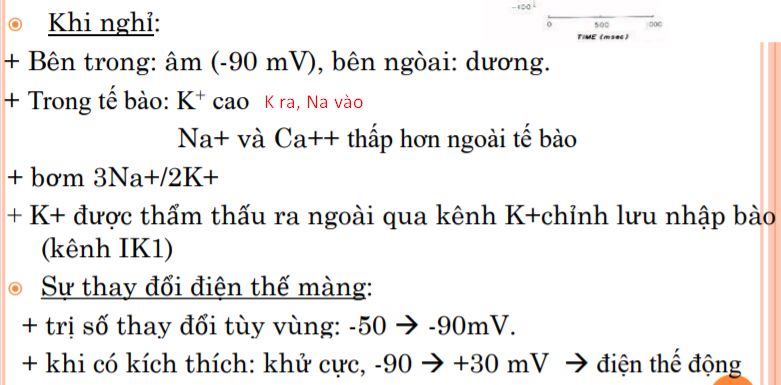 -100
0 500 1000
TIME (msec)
Khi nghỉ:
+ Bên trong: âm (-90 mV), bên ngòai: dương.
+ Trong tế bào: K+ cao K ra, Na vào
Na+ và Ca++ thấp hơn ngoài tế bào
+ bơm 3Na+/2K+
+ K+ được thẩm thấu ra ngoài qua kênh K+chỉnh lưu nhập bào
(kênh IK1)
Sự thay đổi điện thế màng:
+ trị số thay đổi tùy vùng: -50 → -90mV.
+ khi có kích thích: khử cực, -90 → +30 mV → điện thế động